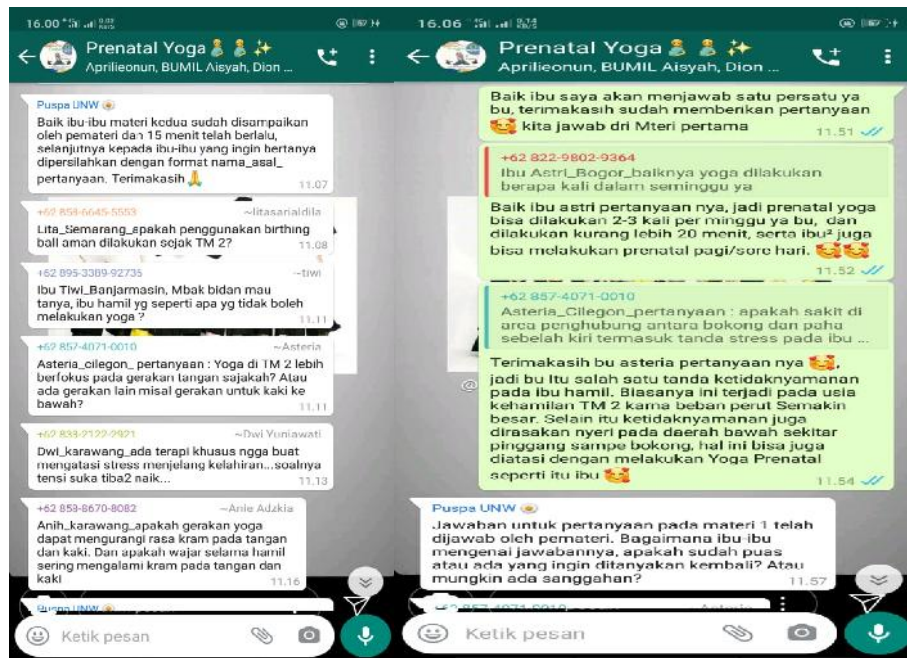 16.00
Prenatal Yoga
Aprilieonun, BUMIL Aisyah, Dion ...
Puspa UNW
Baik ibu-ibu materi kedua sudah disampaikan
oleh pemateri dan 15 menit telah berlalu,
selanjutnya kepada ibu-ibu yang ingin bertanya
dipersilahkan dengan format nama_asal_
pertanyaan. Terimakasih
11.07
+62 858-6645-5553 ~litasarialdila
Lita_Semarang_apakah penggunakan birthing
ball aman dilakukan sejak TM 2?
11.08
+62 895-3389-92735 ~tiwi
Ibu Tiwi_Banjarmasin, Mbak bidan mau
tanya, ibu hamil yg seperti apa yg tidak boleh
melakukan yoga ?
11.11
+62 857-4071-0010 ~Asteria
Asteria_cilegon_ pertanyaan : Yoga di TM 2 lebih
berfokus pada gerakan tangan sajakah? Atau
ada gerakan lain misal gerakan untuk kaki ke
bawah?
11.11
+62 838-2122-2921 ~Dwi Yuniawati
Dwi_karawang_ada terapi khusus ngga buat
mengatasi stress menjelang kelahiran...soalnya
tensi suka tiba2 naik...
11.13
+62 858-8670-8082 ~Anie Adzkia
Anih_karawang_apakah gerakan yoga
dapat mengurangi rasa kram pada tangan
dan kaki. Dan apakah wajar selama hamil
sering mengalami kram pada tangan dan
kaki
11.16
Puspa UNW
Ketik pesan
16.06
Prenatal Yoga
Aprilieonun, BUMIL Aisyah, Dion ...
Baik ibu saya akan menjawab satu persatu ya
bu, terimakasih sudah memberikan pertanyaan
kita jawab dri Mteri pertama
11.51
+62 822-9802-9364
Ibu Astri_Bogor_baiknya yoga dilakukan
berapa kali dalam seminggu ya
Baik ibu astri pertanyaan nya, jadi prenatal yoga
bisa dilakukan 2-3 kali per minggu ya bu, dan
dilakukan kurang lebih 20 menit, serta ibu² juga
bisa melakukan prenatal pagi/sore hari.
11.52
+62 857-4071-0010
Asteria_Cilegon_pertanyaan : apakah sakit di
area penghubung antara bokong dan paha
sebelah kiri termasuk tanda stress pada ibu ...
Terimakasih bu asteria pertanyaan nya ,
jadi bu Itu salah satu tanda ketidaknyamanan
pada ibu hamil. Biasanya ini terjadi pada usia
kehamilan TM 2 karna beban perut Semakin
besar. Selain itu ketidaknyamanan juga
dirasakan nyeri pada daerah bawah sekitar
pinggang sampe bokong, hal ini bisa juga
diatasi dengan melakukan Yoga Prenatal
seperti itu ibu
11.54
Puspa UNW
Jawaban untuk pertanyaan pada materi 1 telah
dijawab oleh pemateri. Bagaimana ibu-ibu
mengenai jawabannya, apakah sudah puas
atau ada yang ingin ditanyakan kembali? Atau
mungkin ada sanggahan?
11.57
Ketik pesan